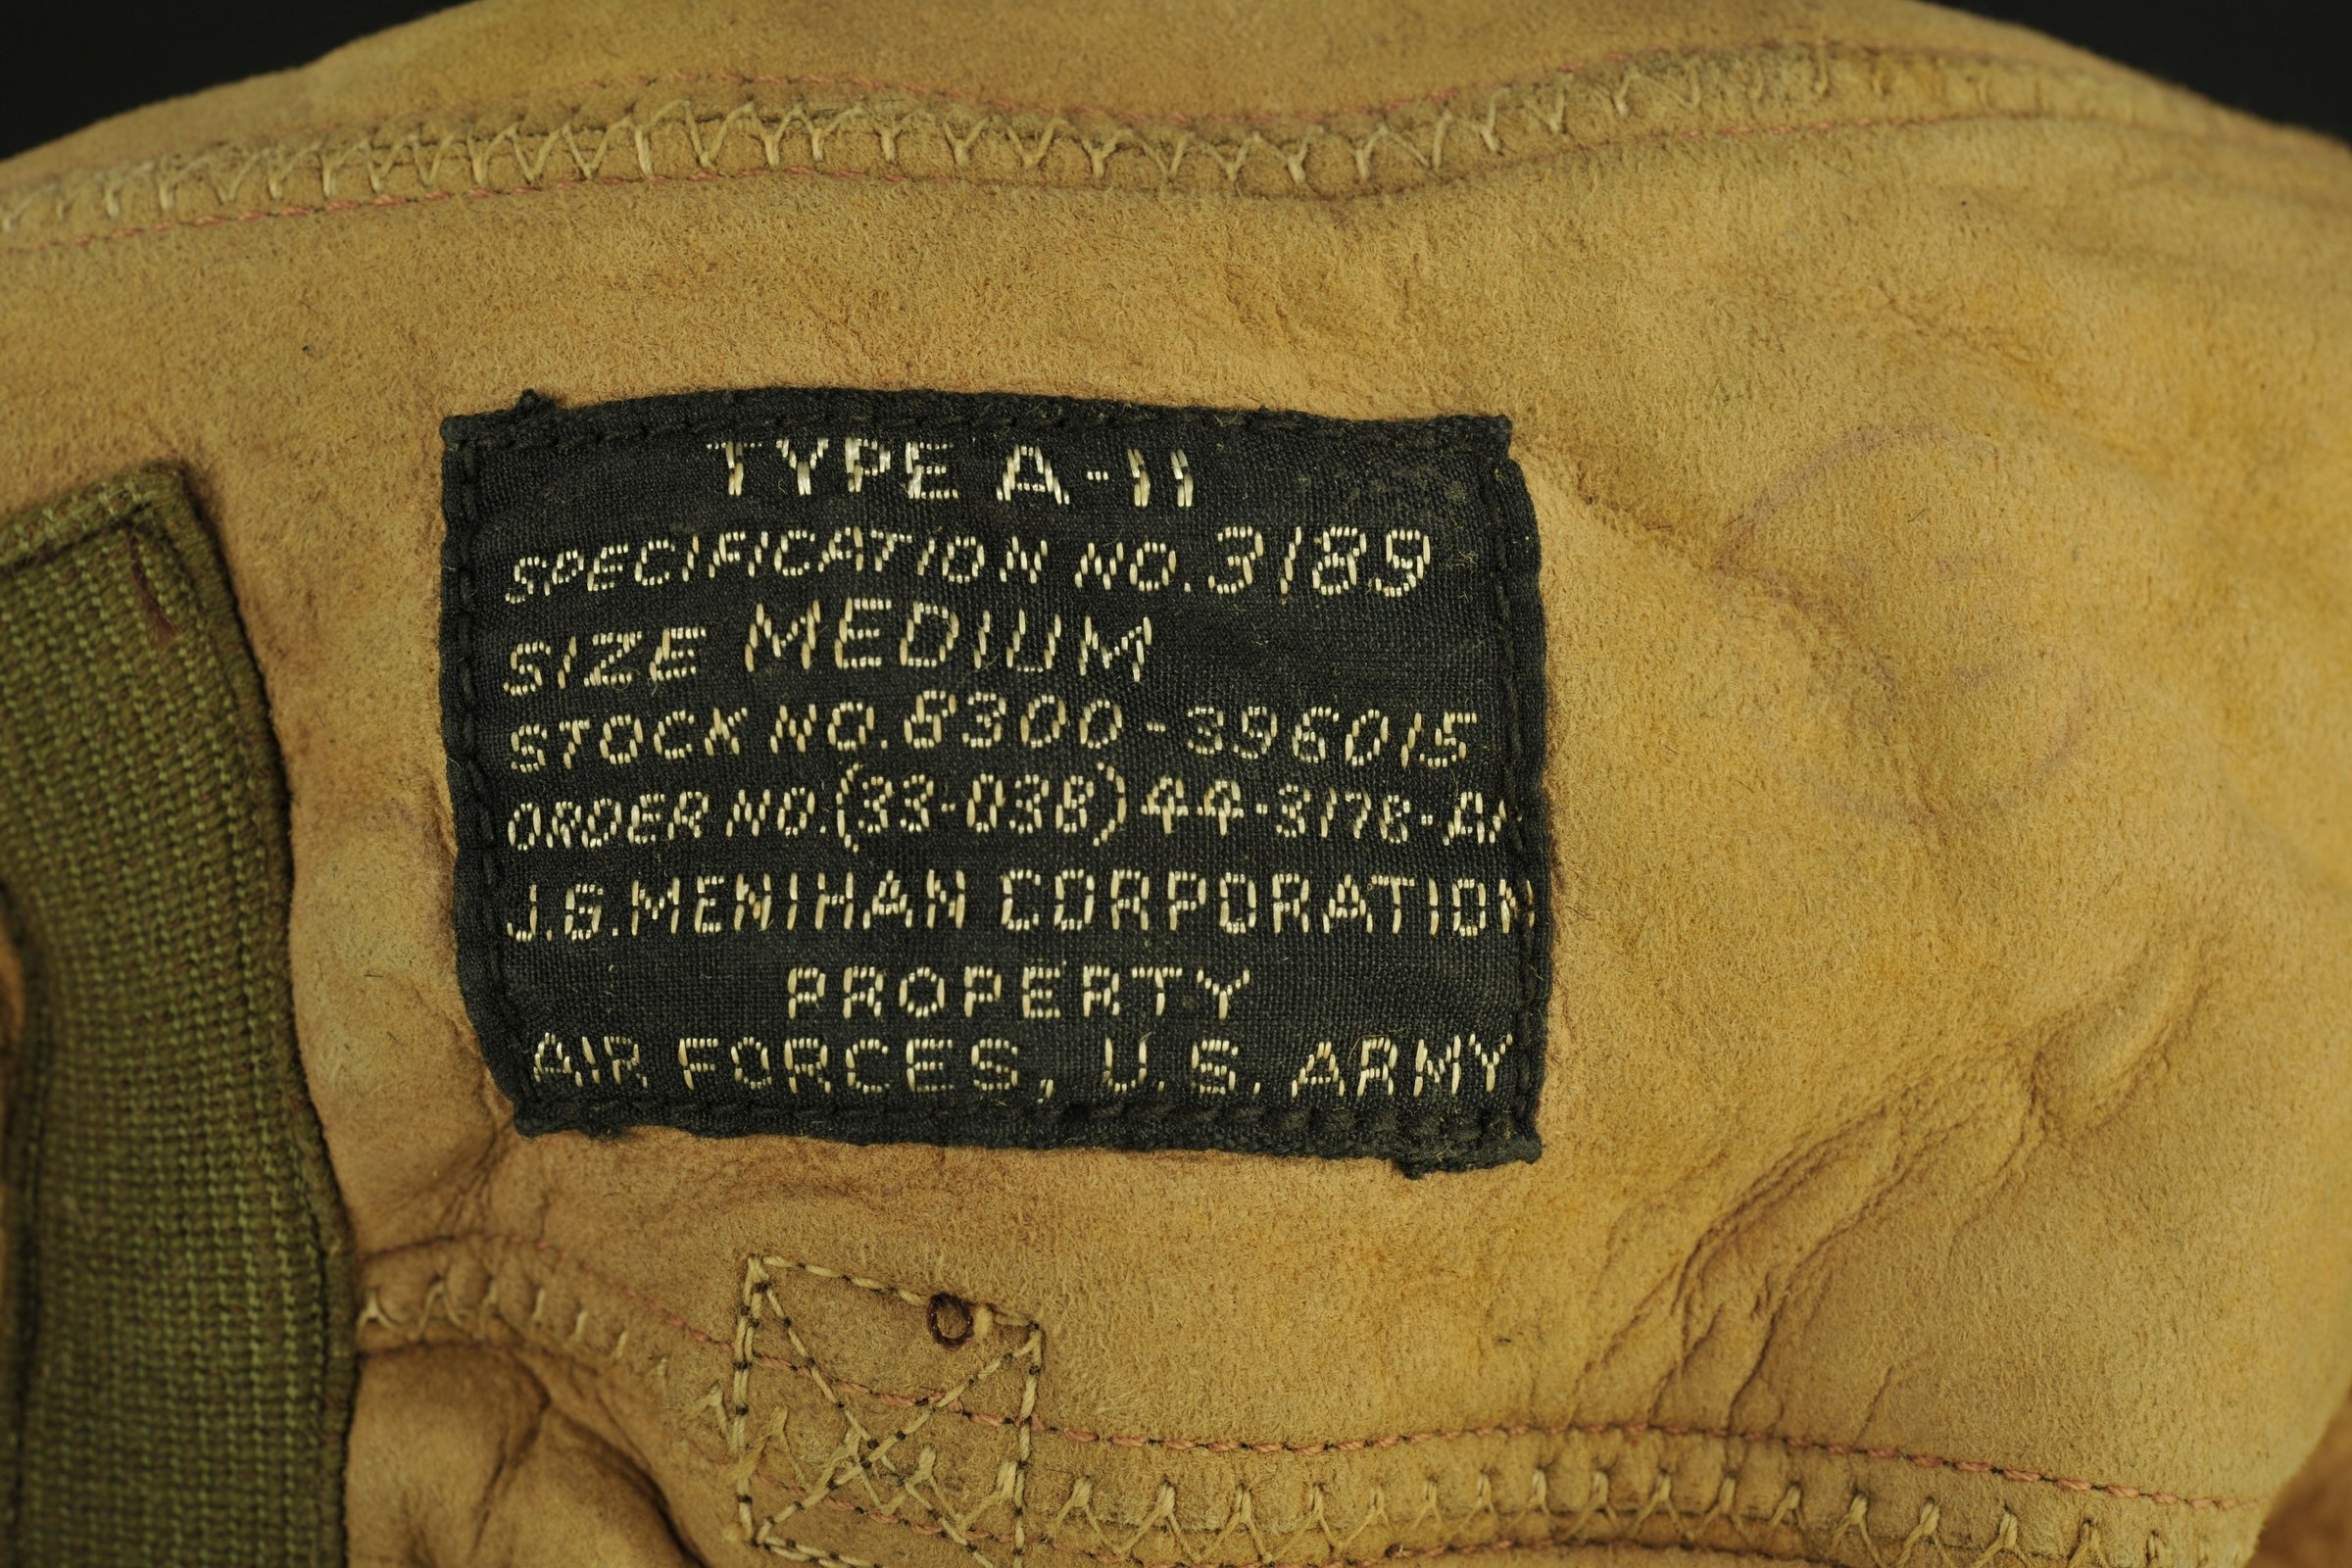 TYPE A-11
SPECIFICATION NO. 3189
SIZE MEDIUM
STOCK NO. 8300-396015
ORDER NO. (33-038) 44-3178-A
J.G. MENIHAN CORPORATION
PROPERTY
AIR FORCES, U.S. ARMY